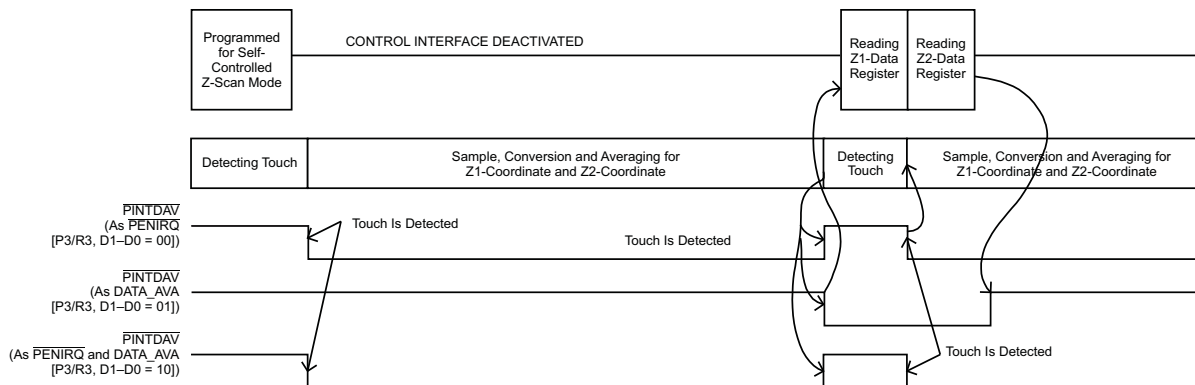 Programmed
for Self-
Controlled
Z-Scan Mode
CONTROL INTERFACE DEACTIVATED
Reading
Z1-Data
Register
Reading
Z2-Data
Register
Detecting Touch
Sample, Conversion and Averaging for
Z1-Coordinate and Z2-Coordinate
Detecting
Touch
Sample, Conversion and Averaging for
Z1-Coordinate and Z2-Coordinate
PINTDAV
(As PENIRQ
[P3/R3, D1–D0 = 00])
Touch Is Detected
Touch Is Detected
PINTDAV
(As DATA_AVA
[P3/R3, D1–D0 = 01])
PINTDAV
(As PENIRQ and DATA_AVA
[P3/R3, D1–D0 = 10])
Touch Is Detected